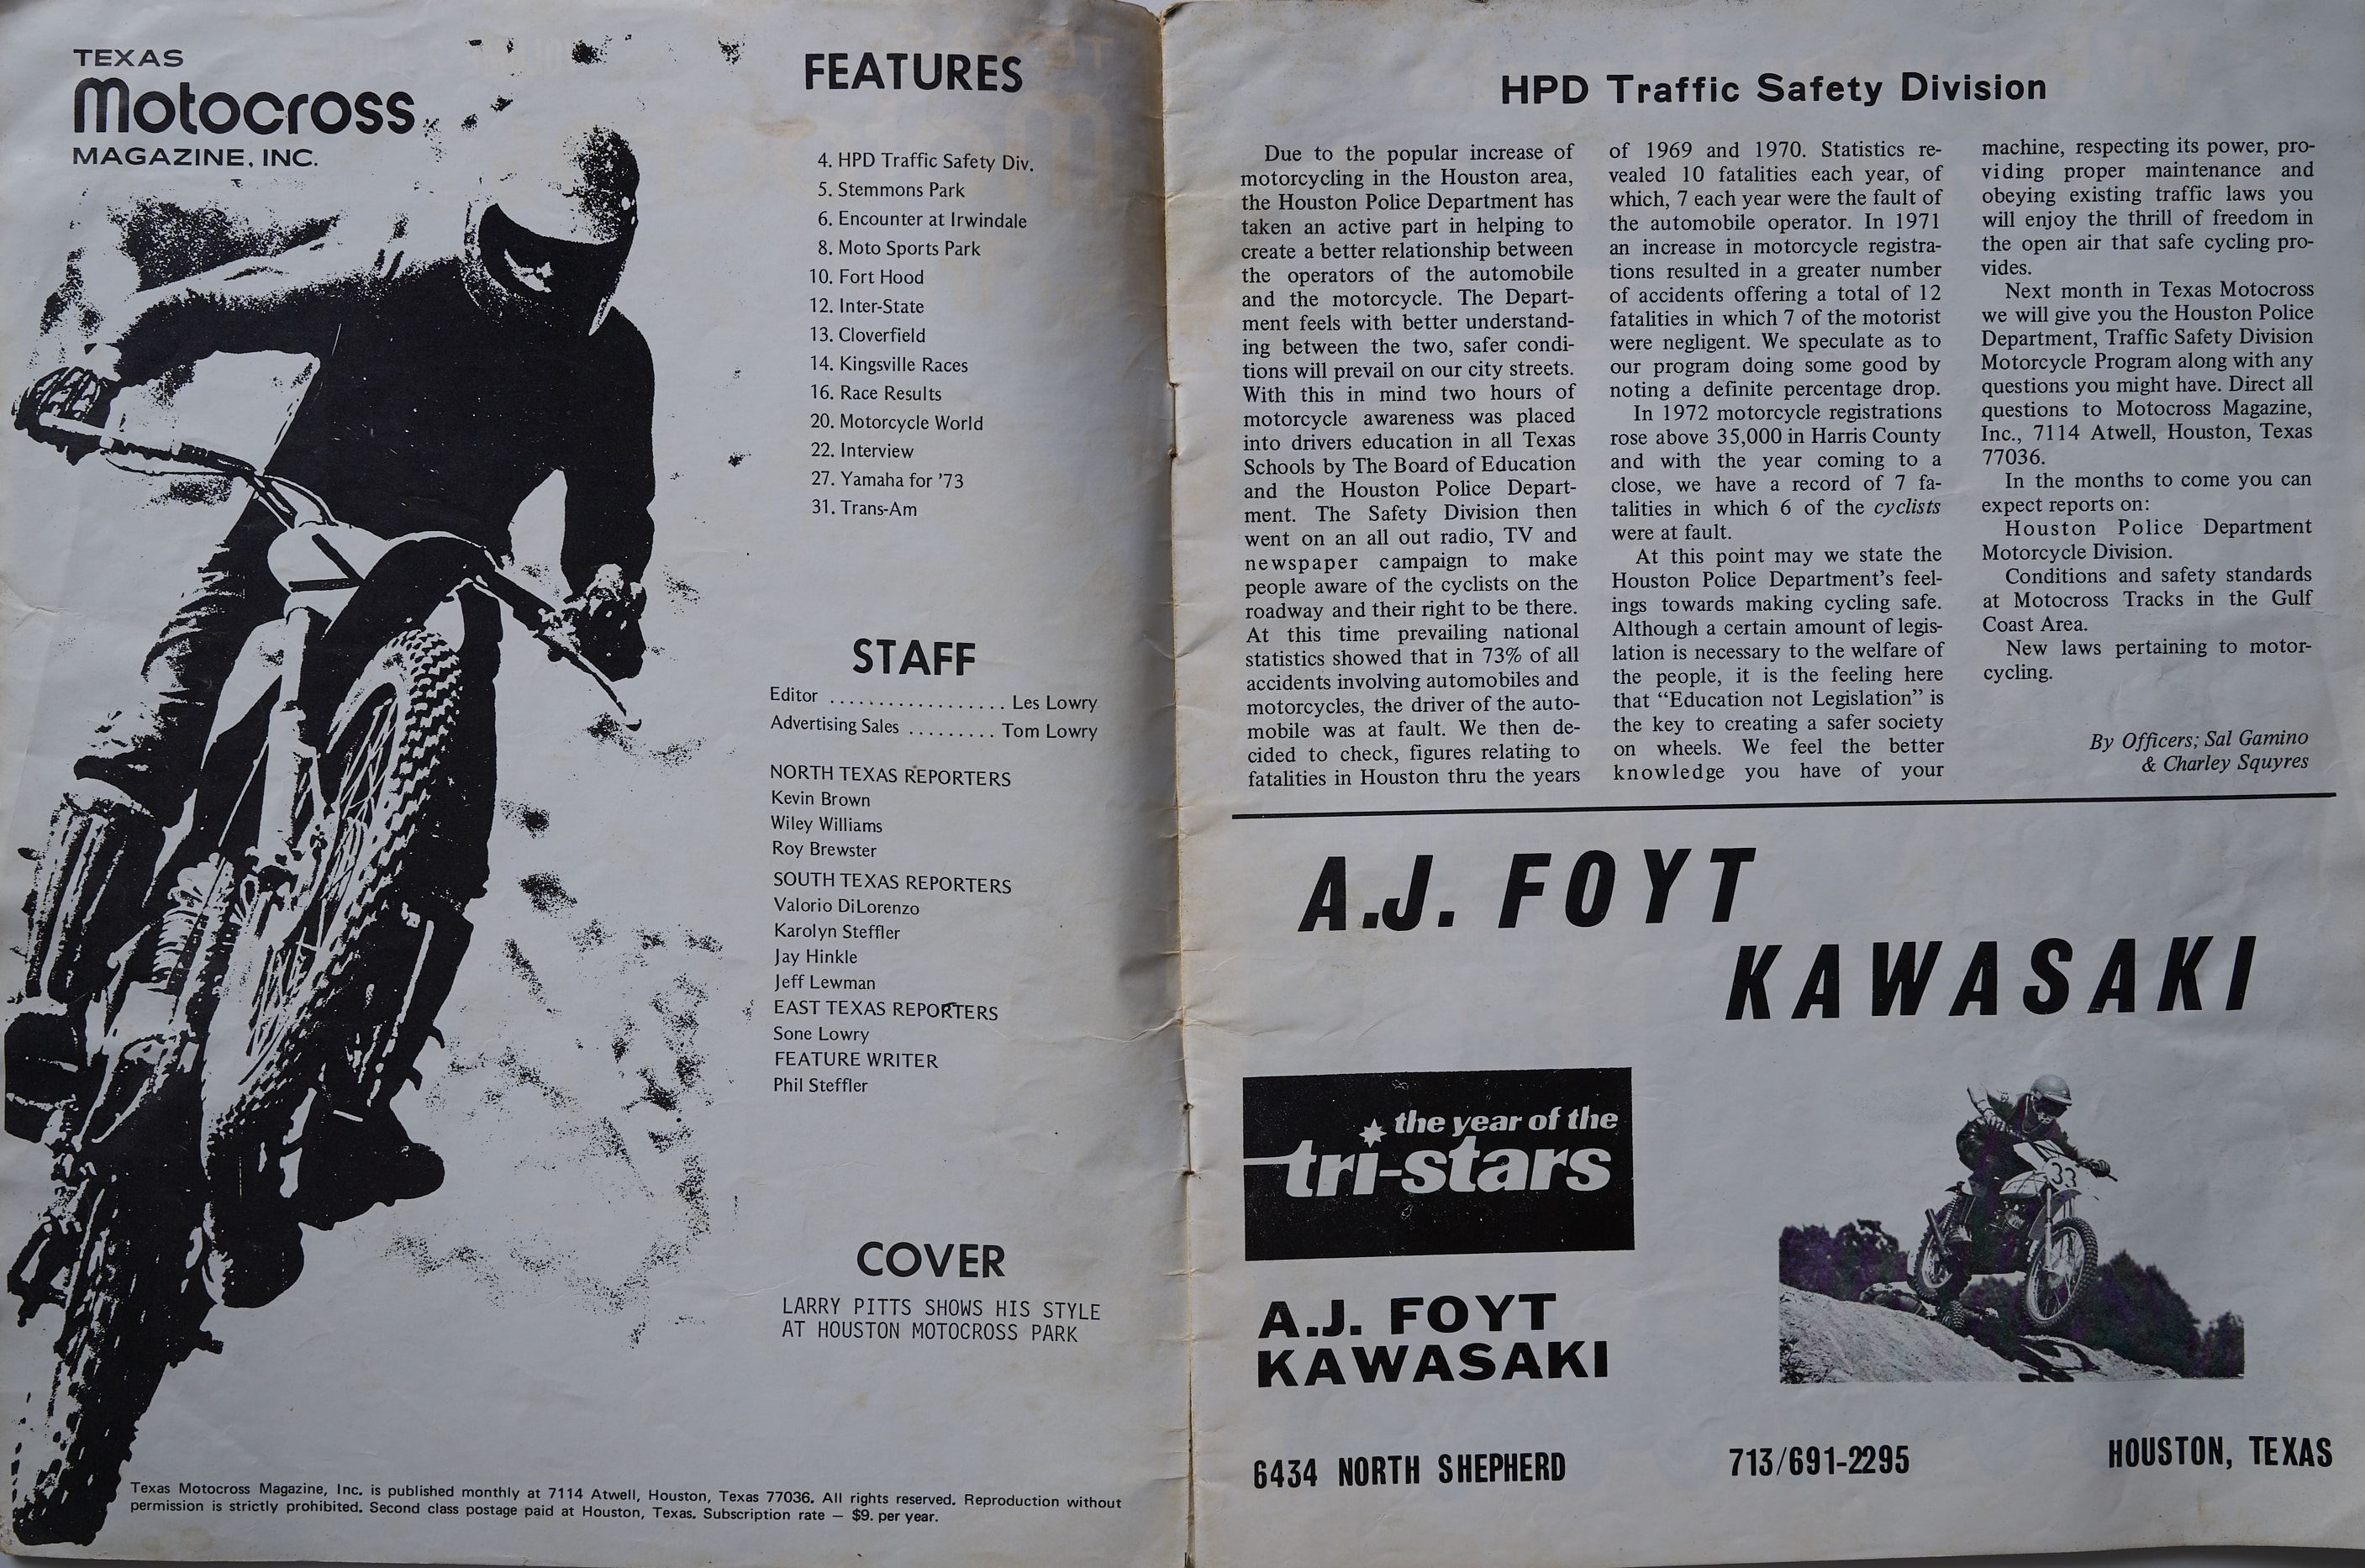 TEXAS
Motocross
MAGAZINE, INC.
FEATURES
4. HPD Traffic Safety Div.
5. Stemmons Park
6. Encounter at Irwindale
8. Moto Sports Park
10. Fort Hood
12. Inter-State
13. Cloverfield
14. Kingsville Races
16. Race Results
20. Motorcycle World
22. Interview
27. Yamaha for '73
31. Trans-Am
STAFF
Editor .................. Les Lowry
Advertising Sales ......... Tom Lowry
NORTH TEXAS REPORTERS
Kevin Brown
Wiley Williams
Roy Brewster
SOUTH TEXAS REPORTERS
Valorio DiLorenzo
Karolyn Steffler
Jay Hinkle
Jeff Lewman
EAST TEXAS REPORTERS
Sone Lowry
FEATURE WRITER
Phil Steffler
COVER
LARRY PITTS SHOWS HIS STYLE
AT HOUSTON MOTOCROSS PARK
Texas Motocross Magazine, Inc. is published monthly at 7114 Atwell, Houston, Texas 77036. All rights reserved. Reproduction without
permission is strictly prohibited. Second class postage paid at Houston, Texas. Subscription rate — $9. per year.
HPD Traffic Safety Division
Due to the popular increase of
motorcycling in the Houston area,
the Houston Police Department has
taken an active part in helping to
create a better relationship between
the operators of the automobile
and the motorcycle. The Depart-
ment feels with better understand-
ing between the two, safer condi-
tions will prevail on our city streets.
With this in mind two hours of
motorcycle awareness was placed
into drivers education in all Texas
Schools by The Board of Education
and the Houston Police Depart-
ment. The Safety Division then
went on an all out radio, TV and
newspaper campaign to make
people aware of the cyclists on the
roadway and their right to be there.
At this time prevailing national
statistics showed that in 73% of all
accidents involving automobiles and
motorcycles, the driver of the auto-
mobile was at fault. We then de-
cided to check, figures relating to
fatalities in Houston thru the years
of 1969 and 1970. Statistics re-
vealed 10 fatalities each year, of
which, 7 each year were the fault of
the automobile operator. In 1971
an increase in motorcycle registra-
tions resulted in a greater number
of accidents offering a total of 12
fatalities in which 7 of the motorist
were negligent. We speculate as to
our program doing some good by
noting a definite percentage drop.
In 1972 motorcycle registrations
rose above 35,000 in Harris County
and with the year coming to a
close, we have a record of 7 fa-
talities in which 6 of the cyclists
were at fault.
At this point may we state the
Houston Police Department's feel-
ings towards making cycling safe.
Although a certain amount of legis-
lation is necessary to the welfare of
the people, it is the feeling here
that “Education not Legislation” is
the key to creating a safer society
on wheels. We feel the better
knowledge you have of your
machine, respecting its power, pro-
viding proper maintenance and
obeying existing traffic laws you
will enjoy the thrill of freedom in
the open air that safe cycling pro-
vides.
Next month in Texas Motocross
we will give you the Houston Police
Department, Traffic Safety Division
Motorcycle Program along with any
questions you might have. Direct all
questions to Motocross Magazine,
Inc., 7114 Atwell, Houston, Texas
77036.
In the months to come you can
expect reports on:
Houston Police Department
Motorcycle Division.
Conditions and safety standards
at Motocross Tracks in the Gulf
Coast Area.
New laws pertaining to motor-
cycling.
By Officers; Sal Gamino
& Charley Squyres
A.J. FOYT
KAWASAKI
the year of the
tri-stars
33
A.J. FOYT
KAWASAKI
6434 NORTH SHEPHERD
713/691-2295
HOUSTON, TEXAS